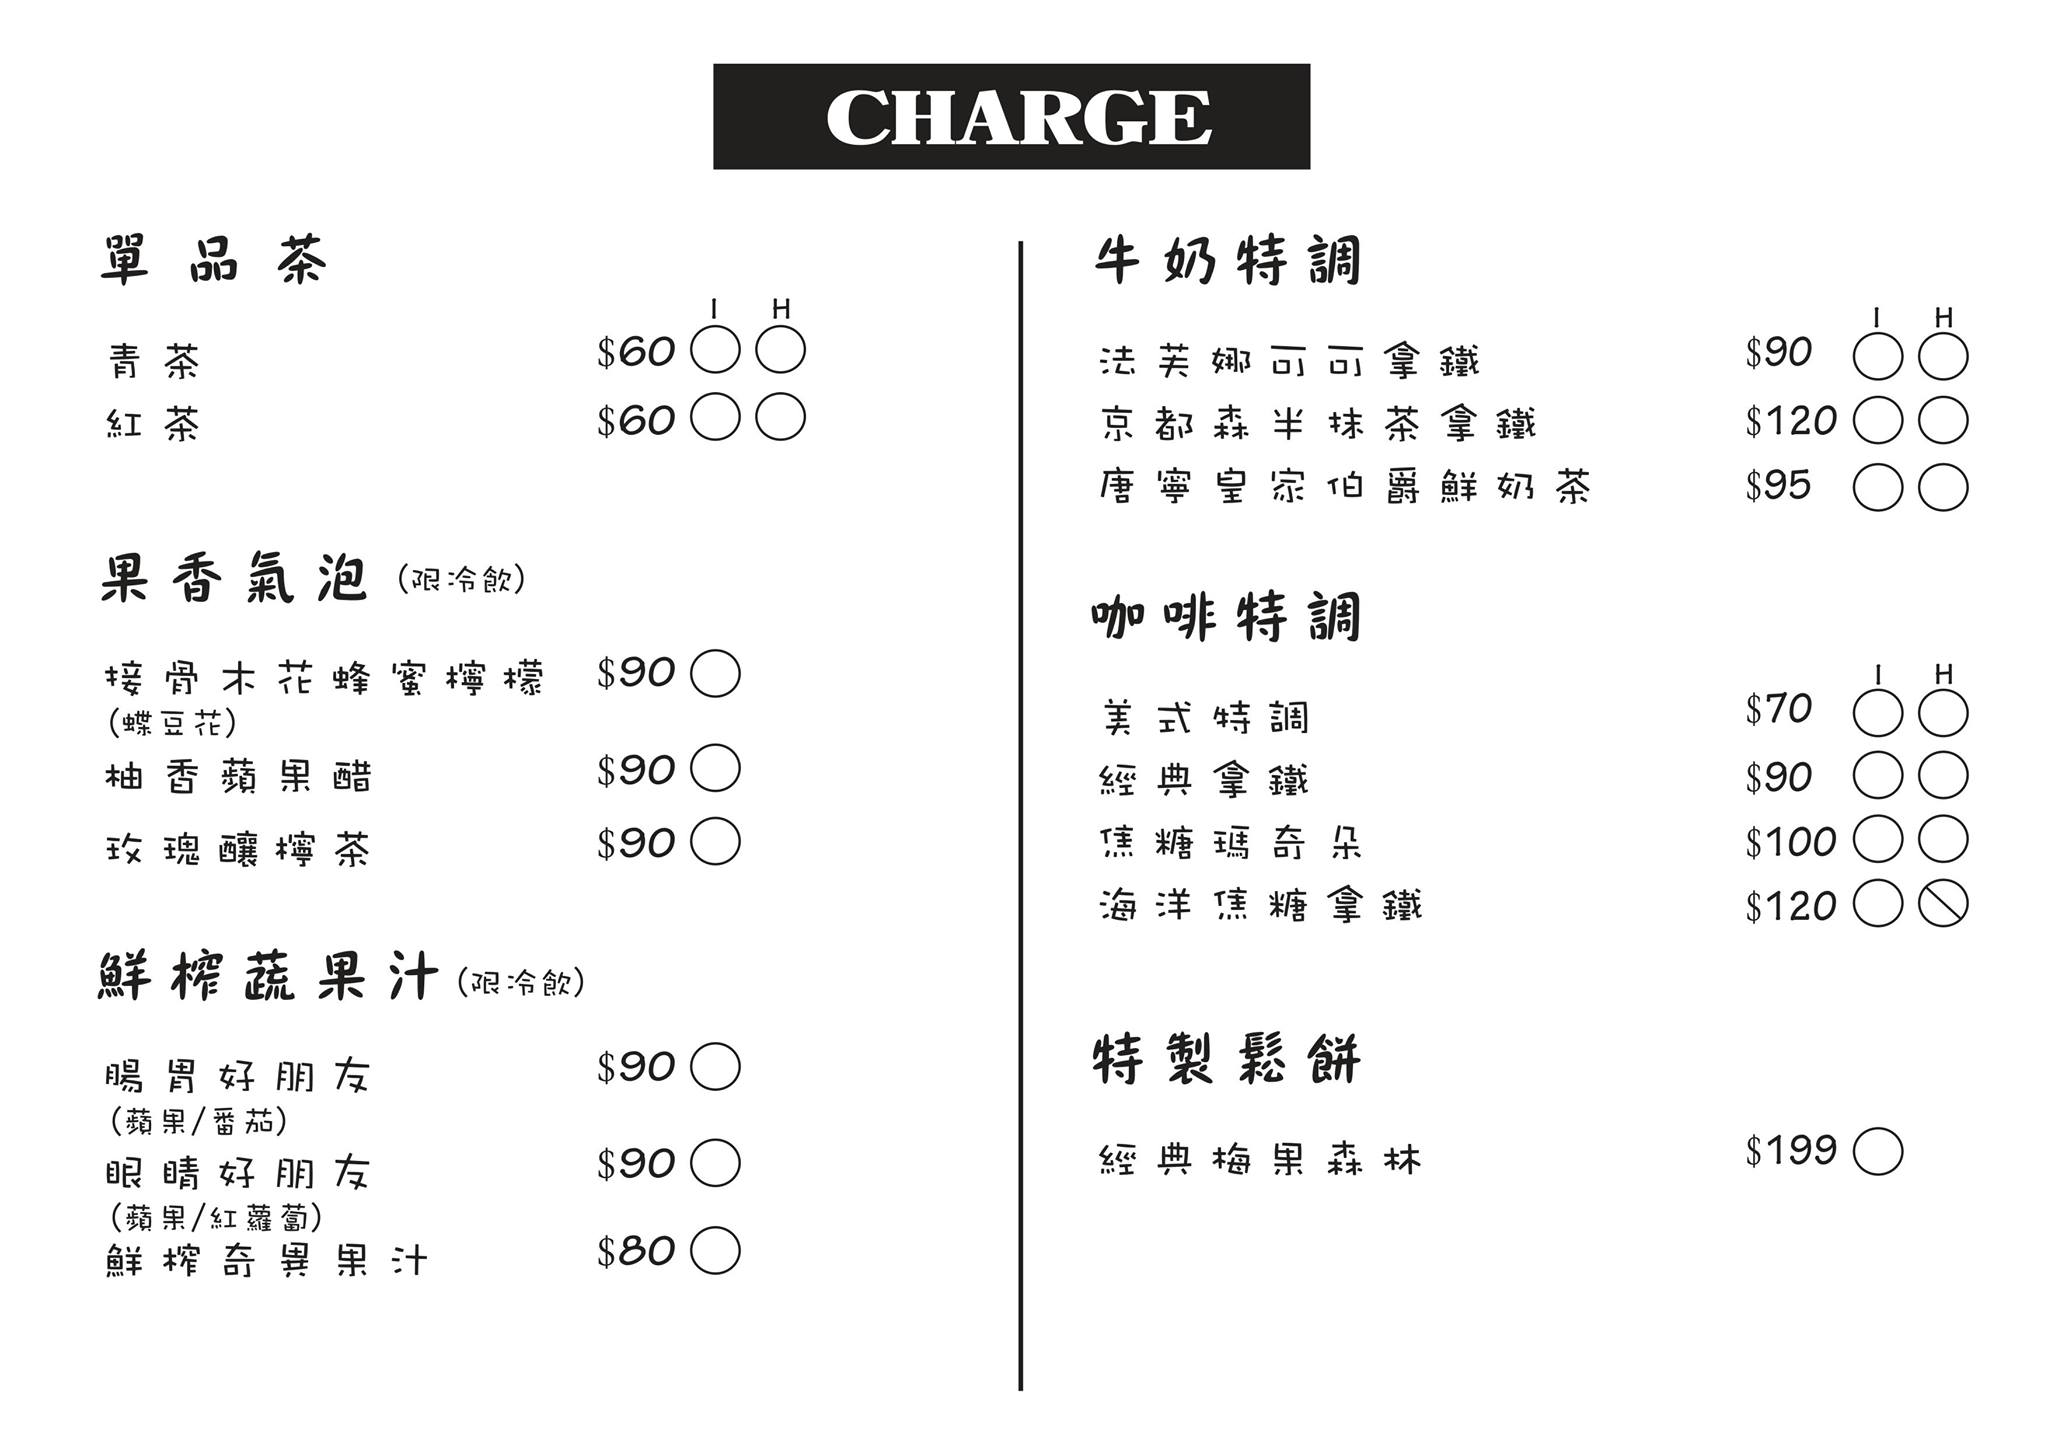 CHARGE
單品茶
I H
青茶 $60
紅茶 $60
果香氣泡 (限冷飲)
接骨木花蜂蜜檸檬 $90
(蝶豆花)
柚香蘋果醋 $90
玫瑰釀檸茶 $90
鮮榨蔬果汁 (限冷飲)
腸胃好朋友 $90
(蘋果/番茄)
眼睛好朋友 $90
(蘋果/紅蘿蔔)
鮮榨奇異果汁 $80
牛奶特調
I H
法芙娜可可拿鐵 $90
京都森半抹茶拿鐵 $120
唐寧皇家伯爵鮮奶茶 $95
咖啡特調
I H
美式特調 $70
經典拿鐵 $90
焦糖瑪奇朵 $100
海洋焦糖拿鐵 $120
特製鬆餅
經典梅果森林 $199